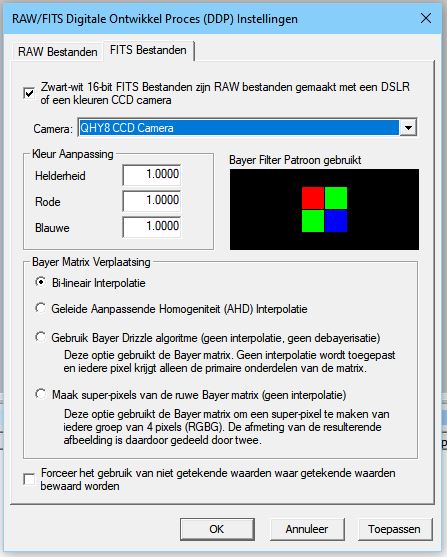 RAW/FITS Digitale Ontwikkel Proces (DDP) Instellingen
RAW Bestanden
FITS Bestanden
Zwart-wit 16-bit FITS Bestanden zijn RAW bestanden gemaakt met een DSLR
of een kleuren CCD camera
Camera: QHY8 CCD Camera
Kleur Aanpassing
Helderheid 1.0000
Rode 1.0000
Blauwe 1.0000
Bayer Filter Patroon gebruikt
Bayer Matrix Verplaatsing
Bi-lineair Interpolatie
Geleide Aanpassende Homogeniteit (AHD) Interpolatie
Gebruik Bayer Drizzle algoritme (geen interpolatie, geen debayerisatie)
Deze optie gebruikt de Bayer matrix. Geen interpolatie wordt toegepast
en iedere pixel krijgt alleen de primaire onderdelen van de matrix.
Maak super-pixels van de ruwe Bayer matrix (geen interpolatie)
Deze optie gebruikt de Bayer matrix om een super-pixel te maken van
iedere groep van 4 pixels (RGBG). De afmeting van de resulterende
afbeelding is daardoor gedeeld door twee.
Forceer het gebruik van niet getekende waarden waar getekende waarden
bewaard worden
OK
Annuleer
Toepassen